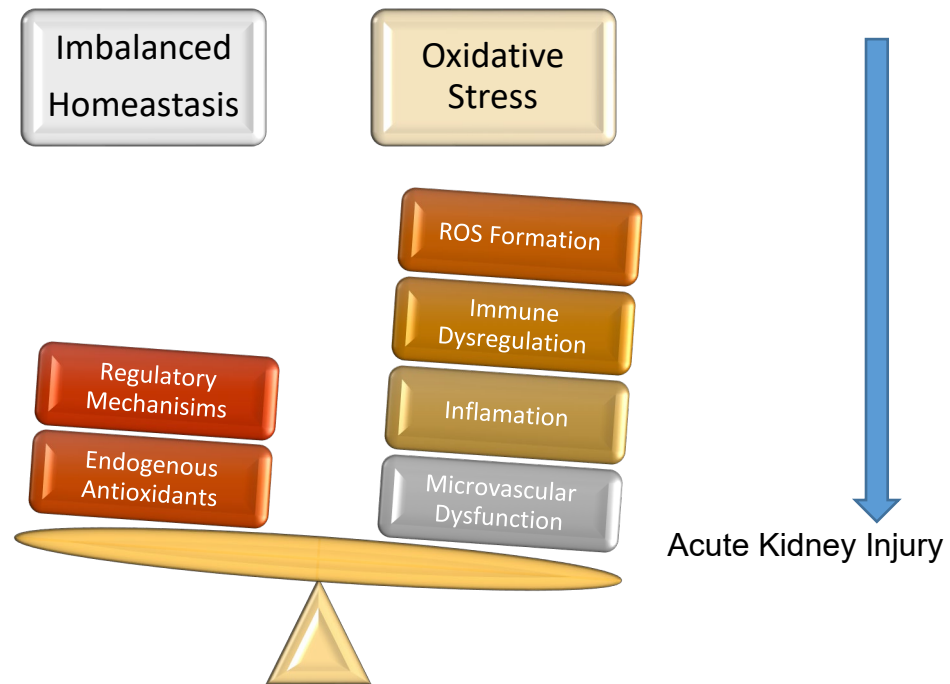 Imbalanced
Homeastasis
Oxidative
Stress
ROS Formation
Immune
Dysregulation
Regulatory
Mechanisims
Inflamation
Endogenous
Antioxidants
Microvascular
Dysfunction
Acute Kidney Injury